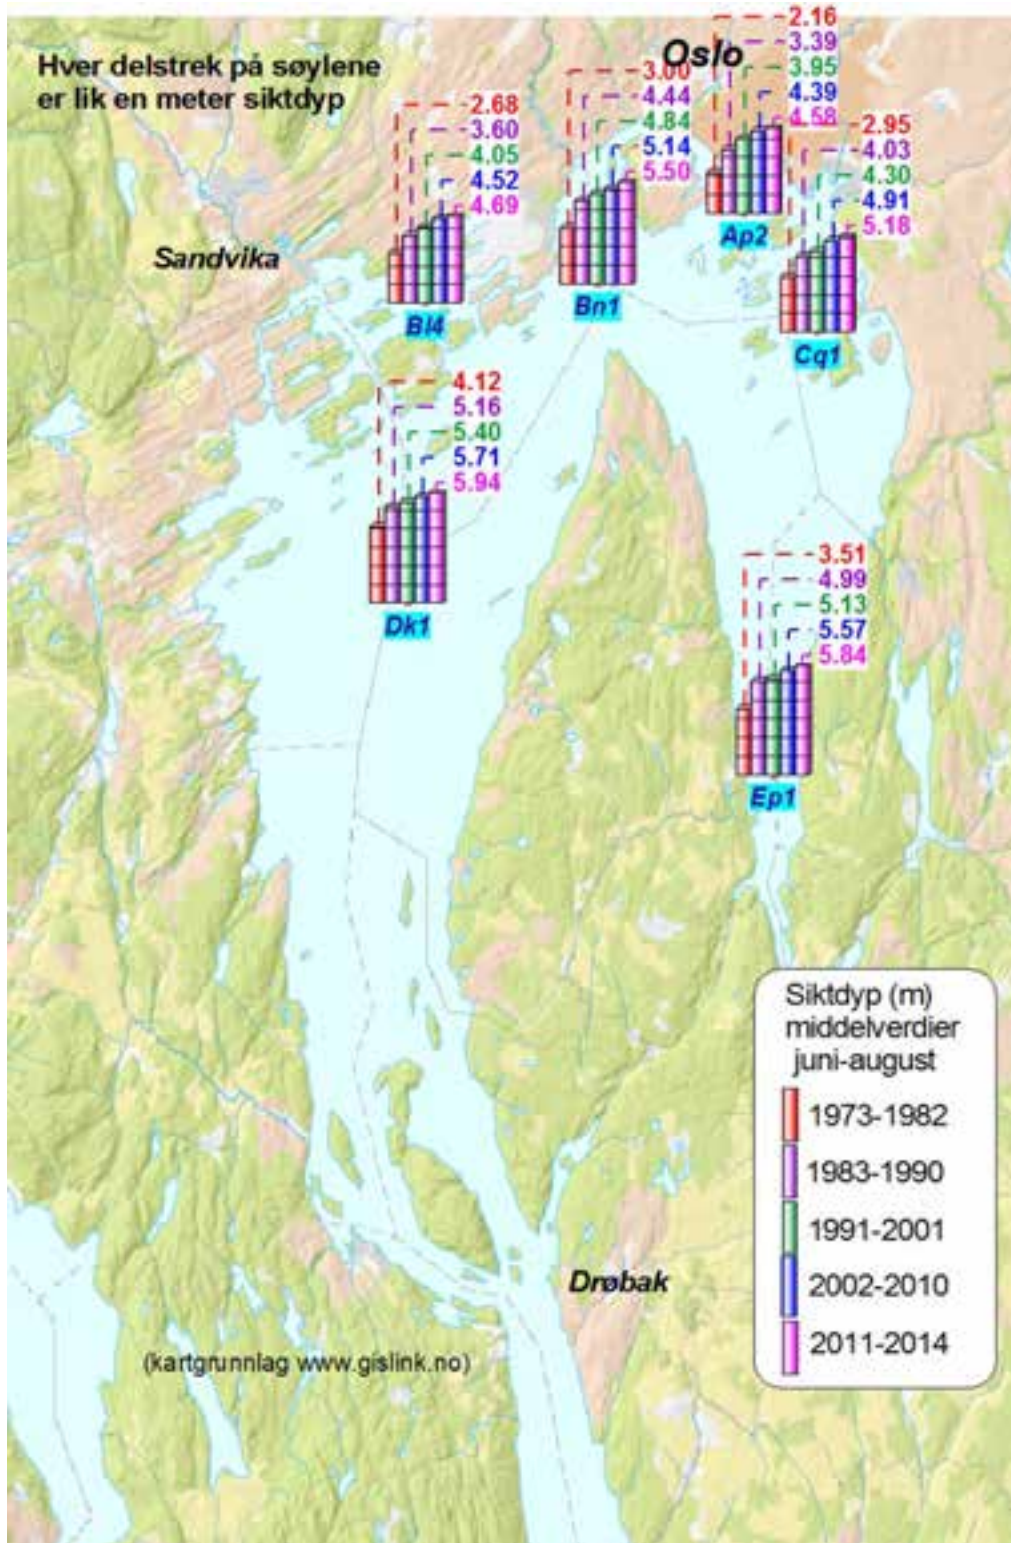 Hver delstrek på søylene
er lik en meter siktdyp
Oslo
2.16
3.39
3.95
4.39
4.58
Ap2
3.00
4.44
4.84
5.14
5.50
Bn1
2.68
3.60
4.05
4.52
4.69
Bl4
2.95
4.03
4.30
4.91
5.18
Cq1
Sandvika
4.12
5.16
5.40
5.71
5.94
Dk1
3.51
4.99
5.13
5.57
5.84
Ep1
Siktdyp (m)
middelverdier
juni-august
1973-1982
1983-1990
1991-2001
2002-2010
2011-2014
Drøbak
(kartgrunnlag www.gislink.no)